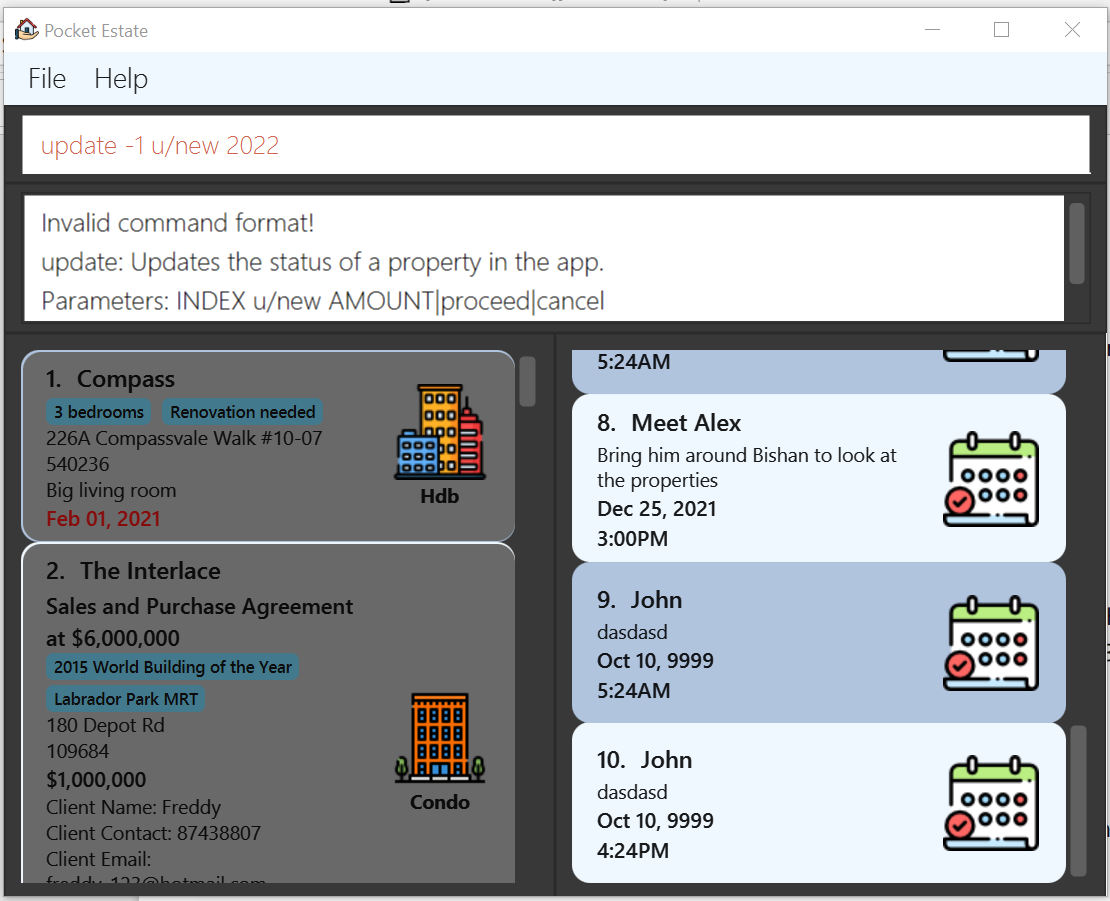 Pocket Estate
File Help
update -1 u/new 2022
Invalid command format!
update: Updates the status of a property in the app.
Parameters: INDEX u/new AMOUNT|proceed|cancel
1. Compass
3 bedrooms Renovation needed
226A Compassvale Walk #10-07
540236
Big living room
Feb 01, 2021
Hdb
2. The Interlace
Sales and Purchase Agreement
at $6,000,000
2015 World Building of the Year
Labrador Park MRT
180 Depot Rd
109684
$1,000,000
Client Name: Freddy
Client Contact: 87438807
Client Email:
freddy_123@hotmail.com
Condo
5:24AM
8. Meet Alex
Bring him around Bishan to look at
the properties
Dec 25, 2021
3:00PM
9. John
dasdasd
Oct 10, 9999
5:24AM
10. John
dasdasd
Oct 10, 9999
4:24PM